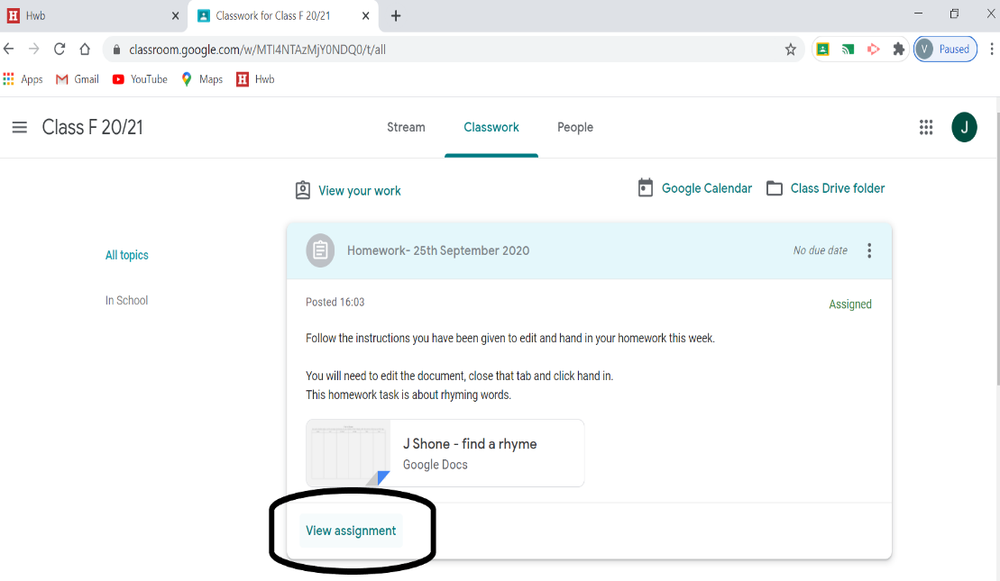 Hwb
Classwork for Class F 20/21
classroom.google.com/w/MTI4NTAzMjY0NDQ0/t/all
V Paused
Apps Gmail YouTube Maps Hwb
Class F 20/21
Stream Classwork People
J
View your work
Google Calendar Class Drive folder
All topics
In School
Homework- 25th September 2020
No due date
Posted 16:03
Assigned
Follow the instructions you have been given to edit and hand in your homework this week.
You will need to edit the document, close that tab and click hand in.
This homework task is about rhyming words.
J Shone - find a rhyme
Google Docs
View assignment